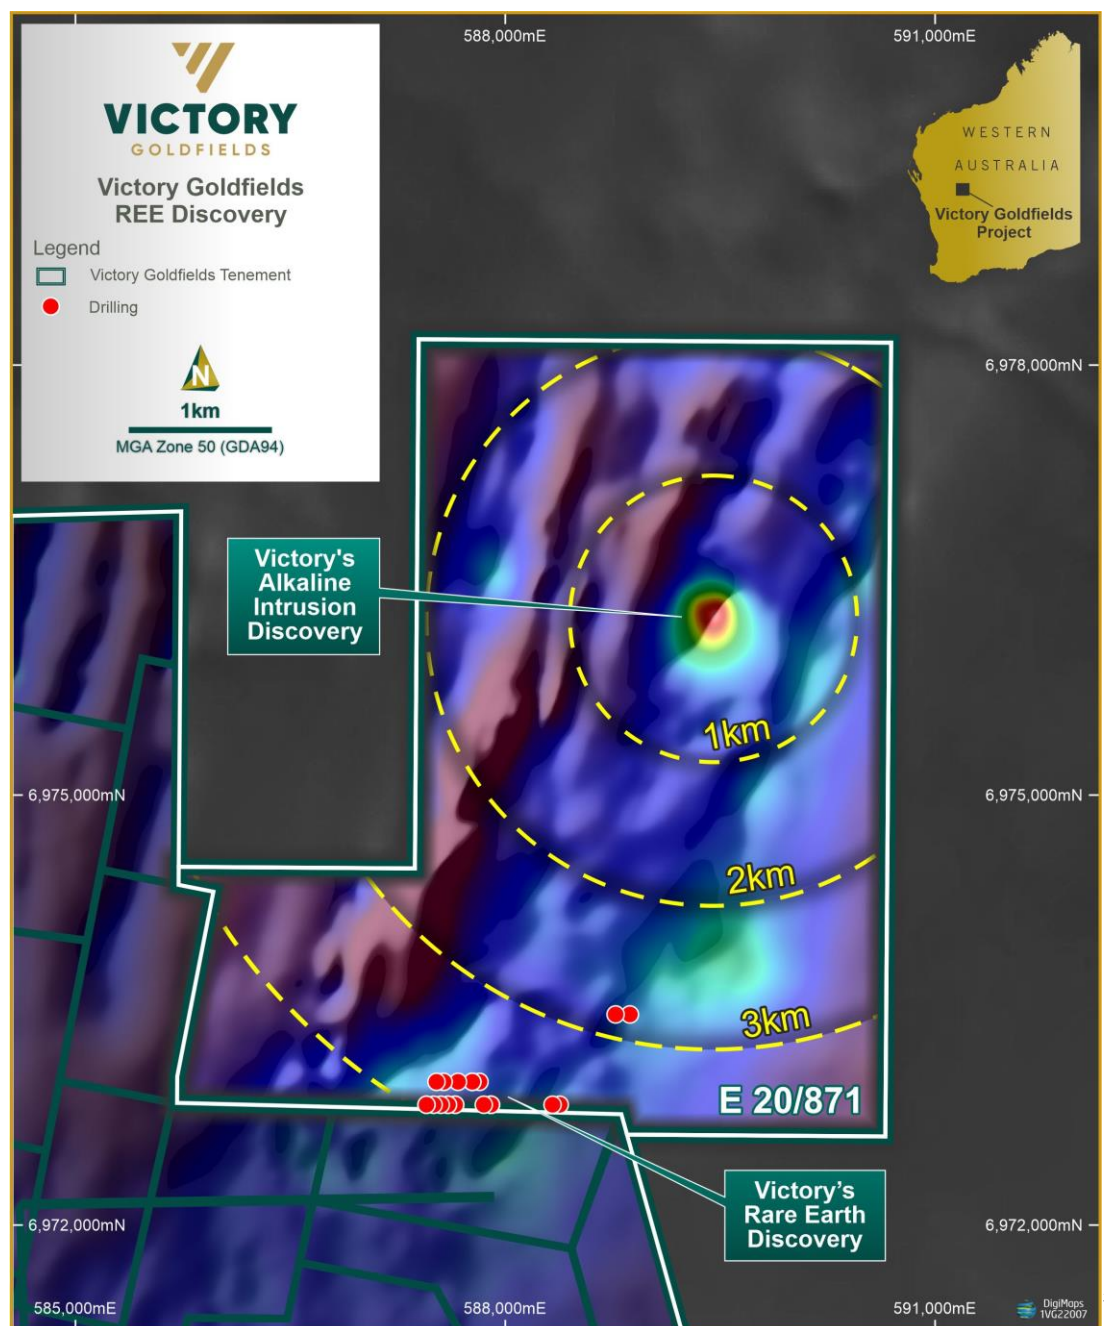 588,000mE
591,000mE
VICTORY
GOLDFIELDS
Victory Goldfields
REE Discovery
Legend
Victory Goldfields Tenement
Drilling
N
1km
MGA Zone 50 (GDA94)
WESTERN
AUSTRALIA
Victory Goldfields
Project
6,978,000mN
Victory's
Alkaline
Intrusion
Discovery
1km
6,975,000mN
6,975,000mN
2km
3km
E 20/871
Victory’s
Rare Earth
Discovery
6,972,000mN
6,972,000mN
585,000mE
588,000mE
591,000mE
DigiMaps
1VG22007